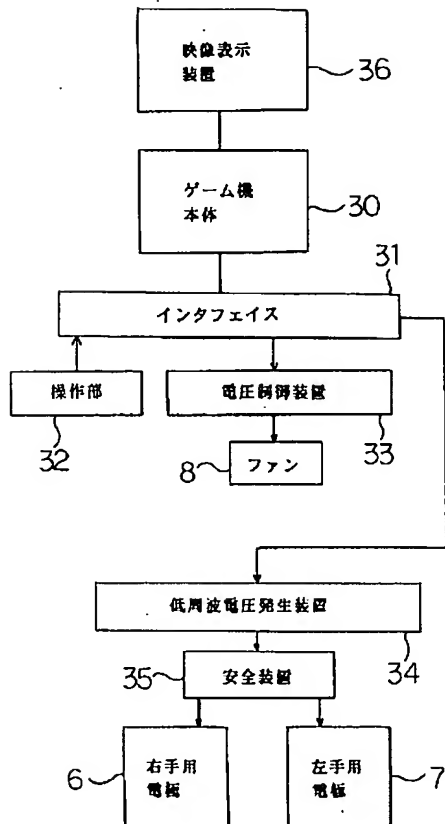 映像表示
装置
36
ゲーム機
本体
30
31
インタフェイス
操作部
電圧制御装置
32
33
8
ファン
低周波電圧発生装置
34
35
安全装置
6
右手用
電極
左手用
電極
7